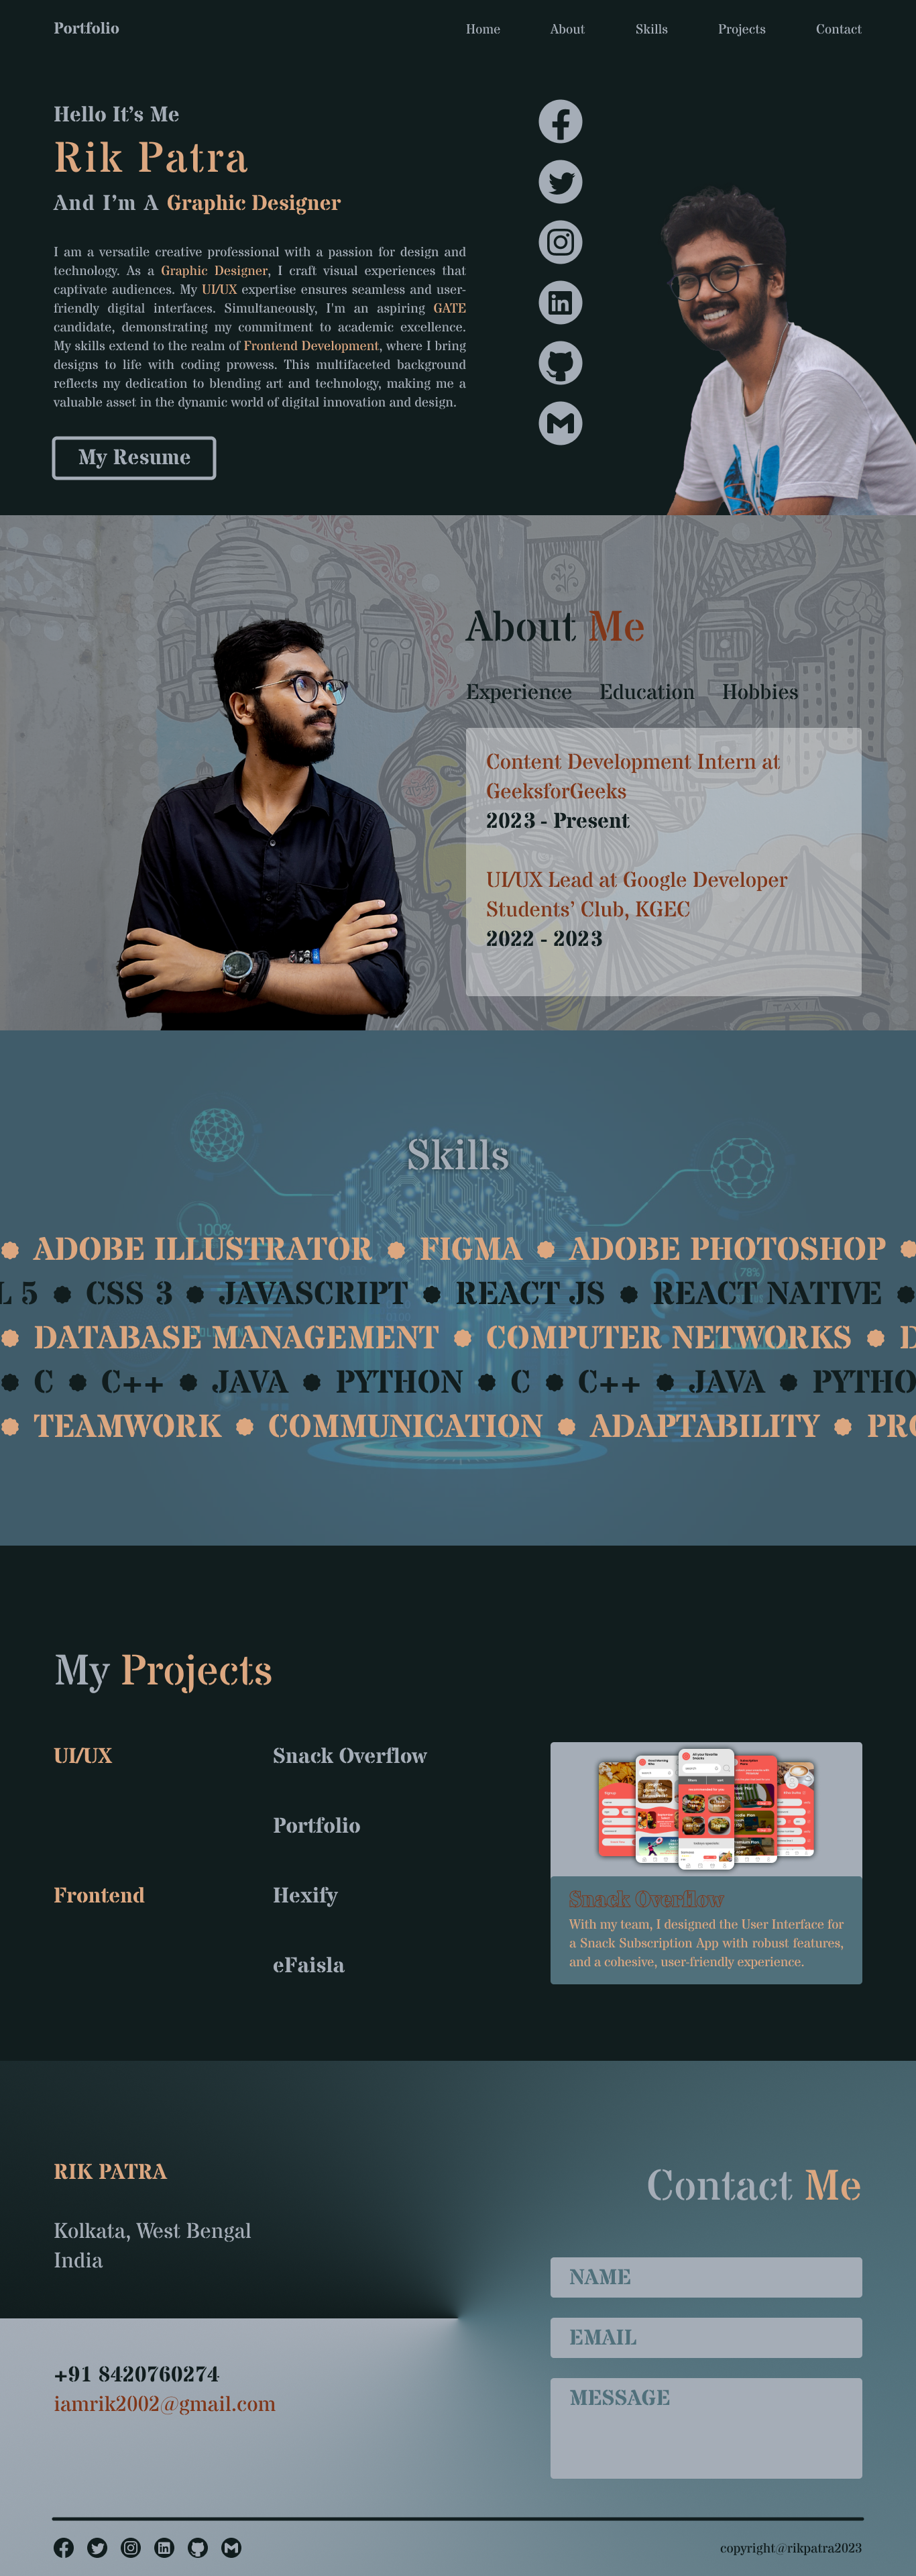 Portfolio
Home About Skills Projects Contact
Hello It's Me
Rik Patra
And I'm A Graphic Designer
I am a versatile creative professional with a passion for design and
technology. As a Graphic Designer, I craft visual experiences that
captivate audiences. My UI/UX expertise ensures seamless and user-
friendly digital interfaces. Simultaneously, I'm an aspiring GATE
candidate, demonstrating my commitment to academic excellence.
My skills extend to the realm of Frontend Development, where I bring
designs to life with coding prowess. This multifaceted background
reflects my dedication to blending art and technology, making me a
valuable asset in the dynamic world of digital innovation and design.
My Resume
About Me
Experience Education Hobbies
Content Development Intern at
GeeksforGeeks
2023 - Present
UI/UX Lead at Google Developer
Students' Club, KGEC
2022 - 2023
TAXI
Skills
100%
ADOBE ILLUSTRATOR FIGMA ADOBE PHOTOSHOP
78%
L 5 CSS 3 JAVASCRIPT REACT JS REACT NATIVE
DATABASE MANAGEMENT COMPUTER NETWORKS D
C C++ JAVA PYTHON C C++ JAVA PYTHO
TEAMWORK COMMUNICATION ADAPTABILITY PRO
My Projects
UI/UX
Snack Overflow
Portfolio
Frontend
Hexify
eFaisla
Snack Overflow
With my team, I designed the User Interface for
a Snack Subscription App with robust features,
and a cohesive, user-friendly experience.
RIK PATRA
Kolkata, West Bengal
India
+91 8420760274
iamrik2002@gmail.com
Contact Me
NAME
EMAIL
MESSAGE
copyright@rikpatra2023